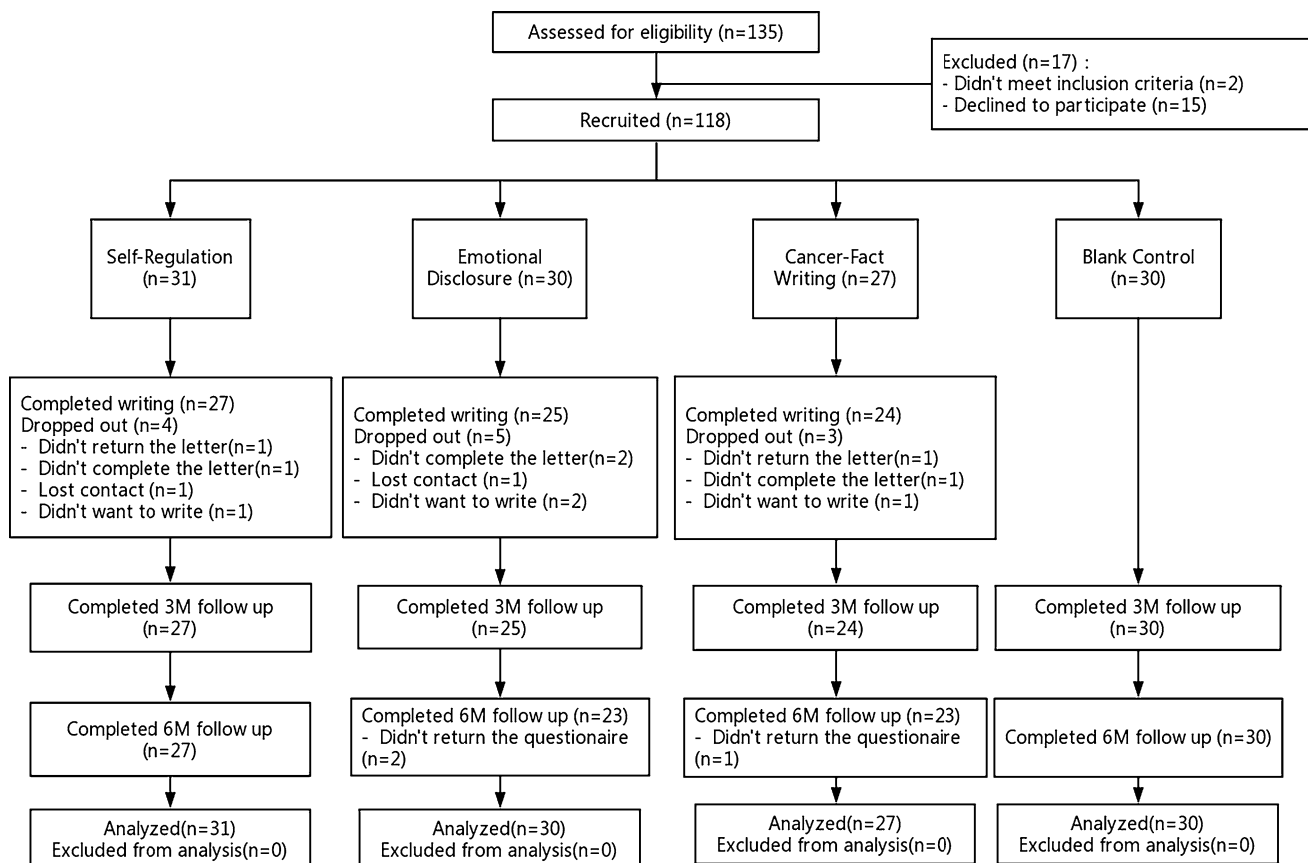 Assessed for eligibility (n=135)
Excluded (n=17) :
- Didn't meet inclusion criteria (n=2)
- Declined to participate (n=15)
Recruited (n=118)
Self-Regulation
(n=31)
Emotional
Disclosure (n=30)
Cancer-Fact
Writing (n=27)
Blank Control
(n=30)
Completed writing (n=27)
Dropped out (n=4)
- Didn't return the letter(n=1)
- Didn't complete the letter(n=1)
- Lost contact (n=1)
- Didn't want to write (n=1)
Completed writing (n=25)
Dropped out (n=5)
- Didn't complete the letter(n=2)
- Lost contact (n=1)
- Didn't want to write (n=2)
Completed writing (n=24)
Dropped out (n=3)
- Didn't return the letter(n=1)
- Didn't complete the letter(n=1)
- Didn't want to write (n=1)
Completed 3M follow up
(n=27)
Completed 3M follow up
(n=25)
Completed 3M follow up
(n=24)
Completed 3M follow up
(n=30)
Completed 6M follow up
(n=27)
Completed 6M follow up (n=23)
- Didn't return the questionaire
(n=2)
Completed 6M follow up (n=23)
- Didn't return the questionaire
(n=1)
Completed 6M follow up (n=30)
Analyzed(n=31)
Excluded from analysis(n=0)
Analyzed(n=30)
Excluded from analysis(n=0)
Analyzed(n=27)
Excluded from analysis(n=0)
Analyzed(n=30)
Excluded from analysis(n=0)